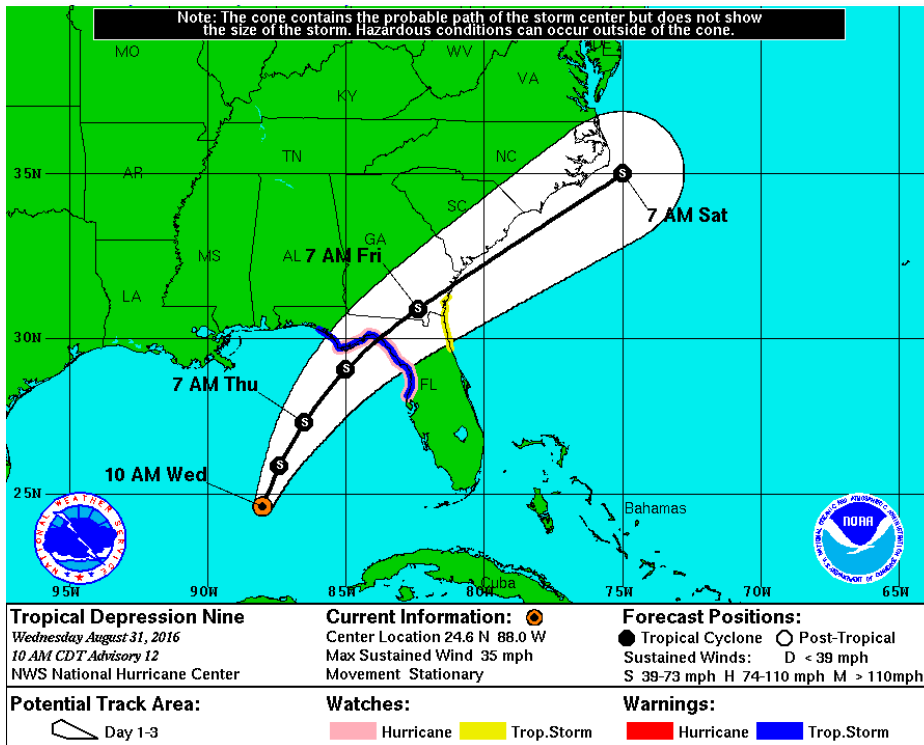 Note: The cone contains the probable path of the storm center but does not show
the size of the storm. Hazardous conditions can occur outside of the cone.
MO
WV
DE
KY
VA
TN
NC
AR
35N
SC
7 AM Sat
GA
7 AM Fri
MS
AL
LA
30N
7 AM Thu
FL
10 AM Wed
25N
Bahamas
Cuba
NATIONAL WEATHER SERVICE
NOAA
95W
90W
85W
80W
75W
70W
65W
S
S
S
S
S
Tropical Depression Nine
Wednesday August 31, 2016
10 AM CDT Advisory 12
NWS National Hurricane Center
Current Information:
Center Location 24.6 N 88.0 W
Max Sustained Wind 35 mph
Movement Stationary
Forecast Positions:
Tropical Cyclone Post-Tropical
Sustained Winds: D < 39 mph
S 39-73 mph H 74-110 mph M > 110mph
Potential Track Area:
Day 1-3
Watches:
Hurricane Trop.Storm
Warnings:
Hurricane Trop.Storm